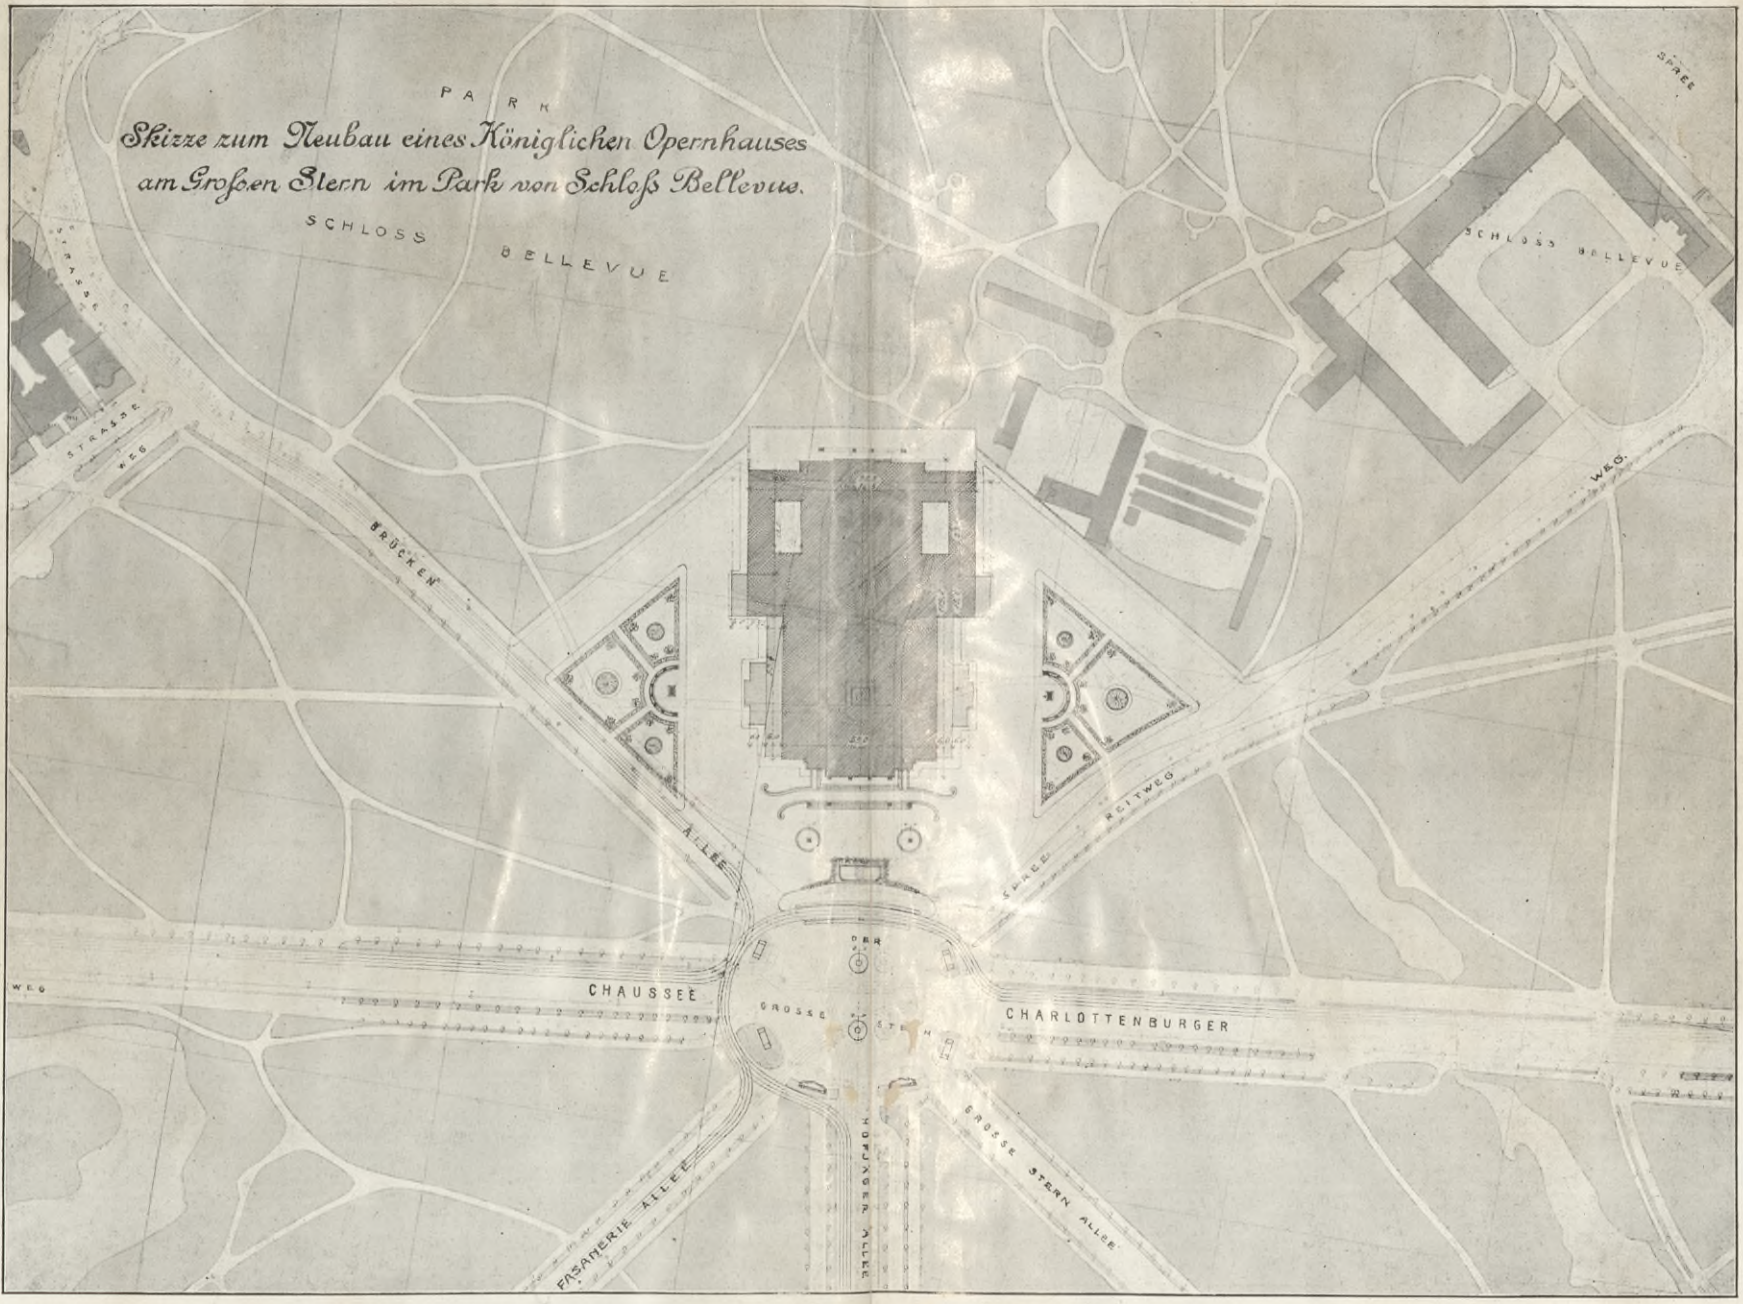 PARK
Skizze zum Neubau eines Königlichen Opernhauses
am Großen Stern im Park von Schloß Bellevue.
SCHLOSS BELLEVUE
SPREE
SCHLOSS BELLEVUE
STRASSE
STRASSE
WEG
WEG.
BRÜCKEN
ALLEE
REITWEG
SPREE
DER
GROSSE STERN
WEG
CHAUSSEE
CHARLOTTENBURGER
FASANERIE ALLEE
HOFJÄGER ALLEE
GROSSE STERN ALLEE